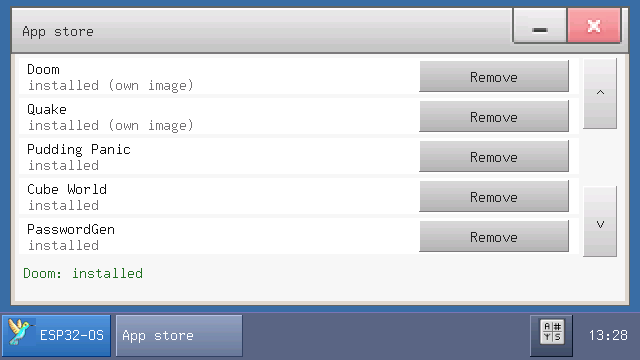 App store
Doom
installed (own image)
Remove
Quake
installed (own image)
Remove
Pudding Panic
installed
Remove
Cube World
installed
Remove
PasswordGen
installed
Remove
Doom: installed
ESP32-OS
App store
A#
TS
13:28